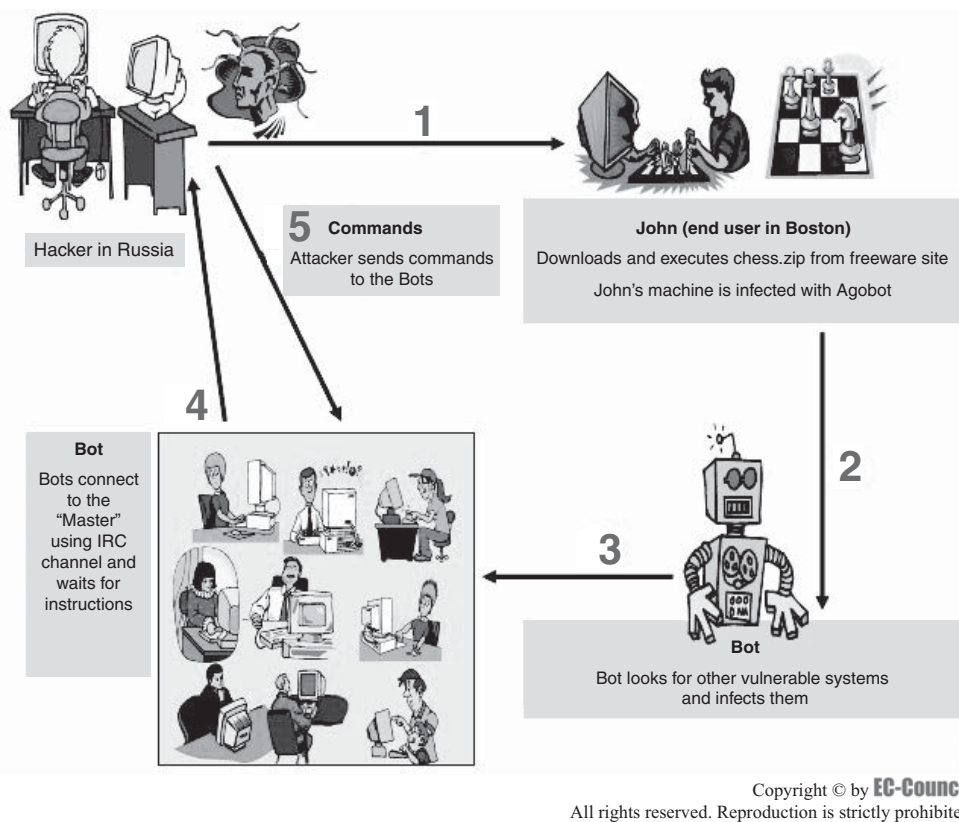 1
Hacker in Russia
5 Commands
Attacker sends commands
to the Bots
John (end user in Boston)
Downloads and executes chess.zip from freeware site
John's machine is infected with Agobot
2
Bot
Bot looks for other vulnerable systems
and infects them
3
4
Bot
Bots connect
to the
“Master”
using IRC
channel and
waits for
instructions
Copyright © by EC-Counc
All rights reserved. Reproduction is strictly prohibite